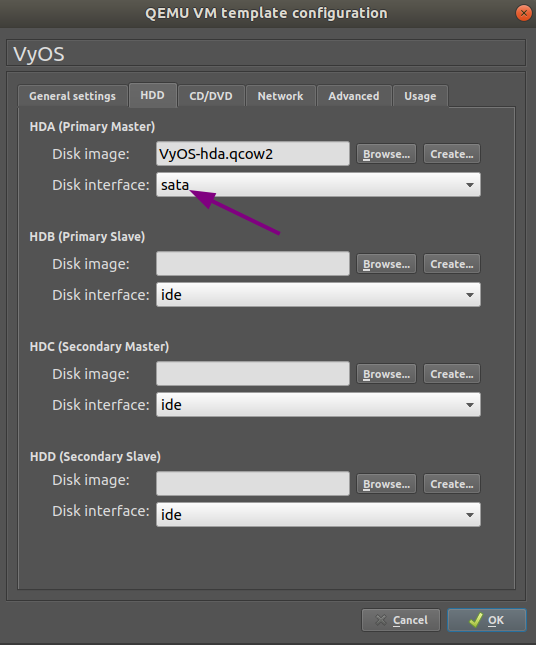 QEMU VM template configuration
VyOS
General settings HDD CD/DVD Network Advanced Usage
HDA (Primary Master)
Disk image: VyOS-hda.qcow2 Browse... Create...
Disk interface: sata
HDB (Primary Slave)
Disk image: Browse... Create...
Disk interface: ide
HDC (Secondary Master)
Disk image: Browse... Create...
Disk interface: ide
HDD (Secondary Slave)
Disk image: Browse... Create...
Disk interface: ide
Cancel OK